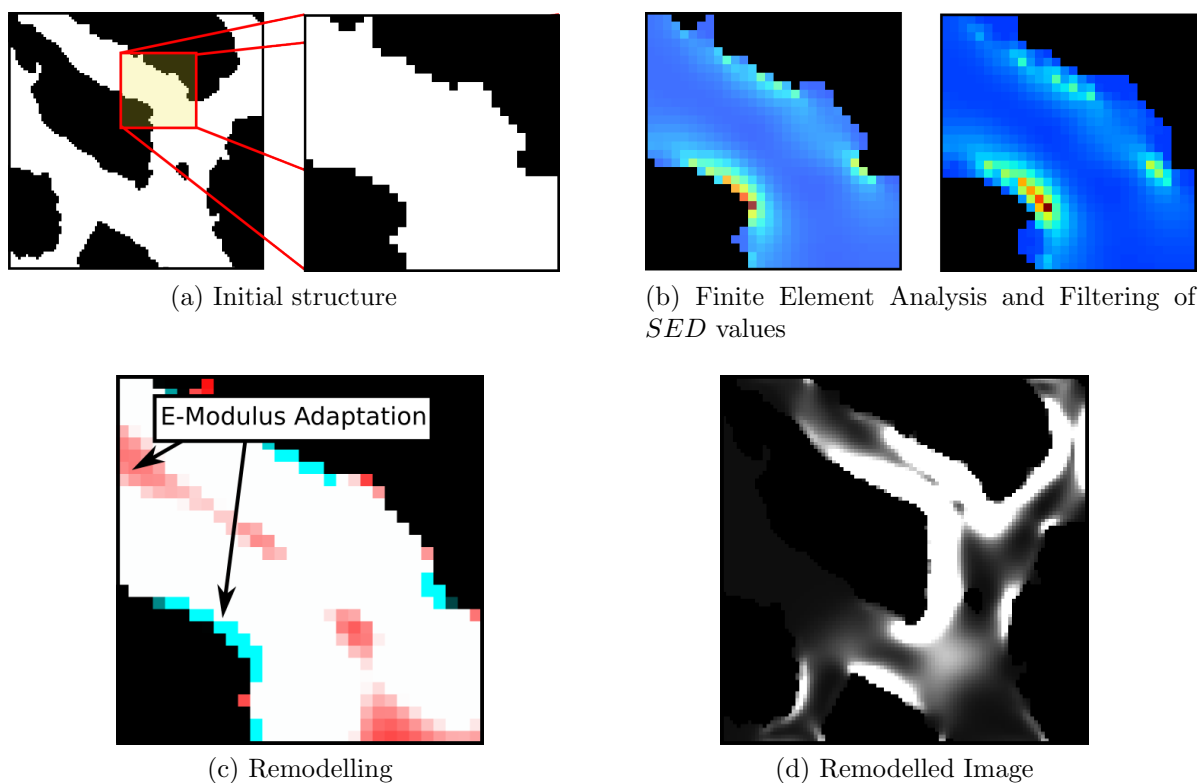 (a) Initial structure
(b) Finite Element Analysis and Filtering of
SED values
E-Modulus Adaptation
(c) Remodelling
(d) Remodelled Image